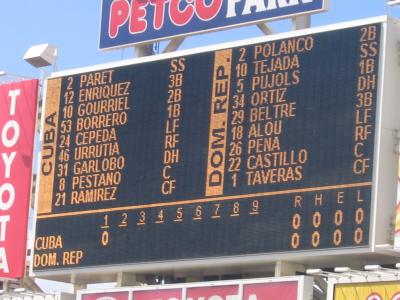 PETCO PARK
TOYOTA
CUBA
2 PARET SS
12 ENRIQUEZ 3B
10 GOURRIEL 2B
53 BORRERO 1B
24 CEPEDA LF
46 URRUTIA RF
31 GARLOBO DH
8 PESTANO C
21 RAMIREZ CF
DOM. REP.
2 POLANCO 2B
10 TEJADA SS
5 PUJOLS DH
34 ORTIZ 1B
29 BELTRE 3B
18 ALOU RF
26 PENA LF
22 CASTILLO C
1 TAVERAS CF
1 2 3 4 5 6 7 8 9 R H E L
CUBA 0 0 0 0 0
DOM. REP 0 0 0 0